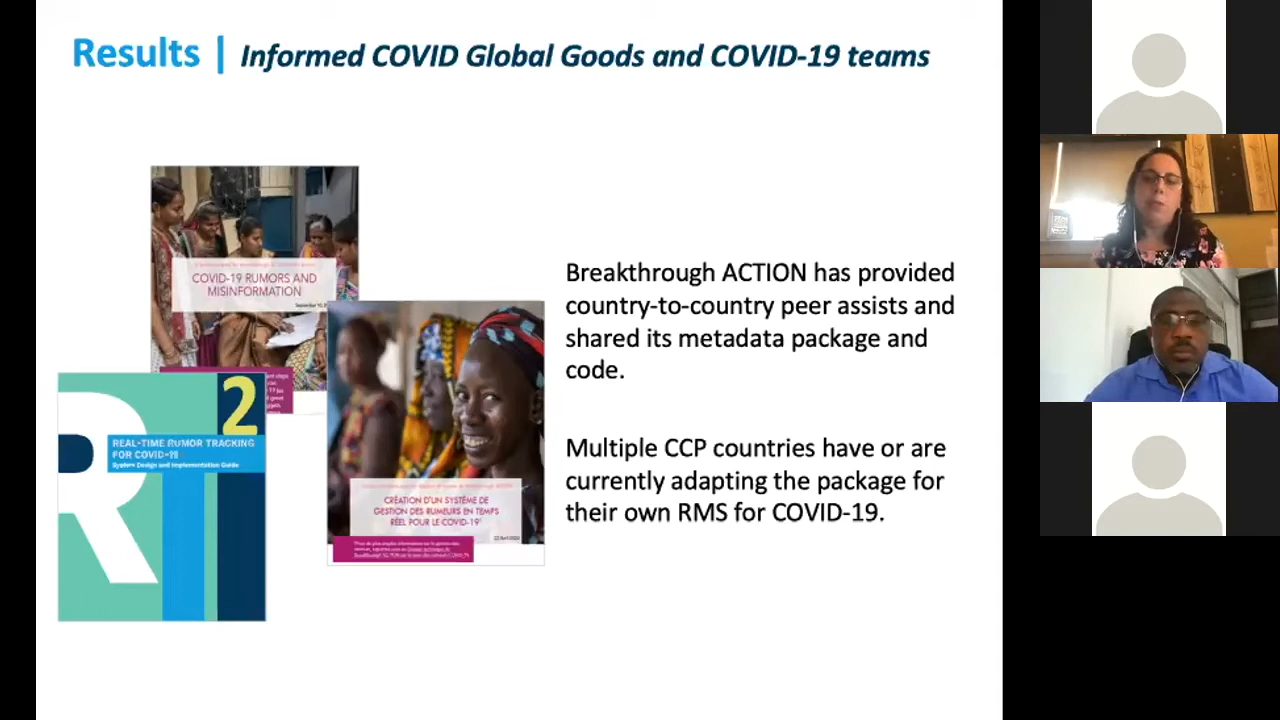 Results | Informed COVID Global Goods and COVID-19 teams
COVID-19 RUMORS AND
MISINFORMATION
2
REAL-TIME RUMOR TRACKING
FOR COVID-19
System Design and Implementation Guide
CRÉATION D'UN SYSTÈME DE
GESTION DES RUMEURS EN TEMPS
RÉEL POUR LE COVID-19
Breakthrough ACTION has provided
country-to-country peer assists and
shared its metadata package and
code.
Multiple CCP countries have or are
currently adapting the package for
their own RMS for COVID-19.